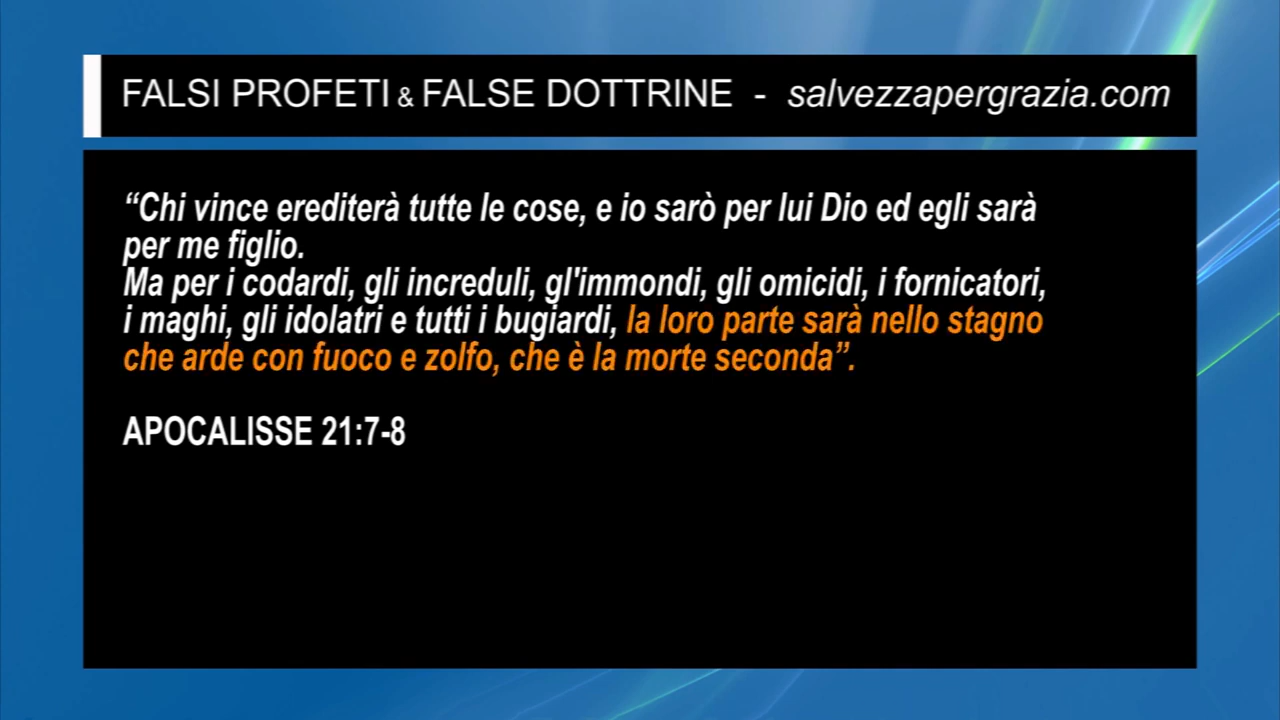 FALSI PROFETI & FALSE DOTTRINE - salvezzapergrazia.com
“Chi vince erediterà tutte le cose, e io sarò per lui Dio ed egli sarà
per me figlio.
Ma per i codardi, gli increduli, gl'immondi, gli omicidi, i fornicatori,
i maghi, gli idolatri e tutti i bugiardi, la loro parte sarà nello stagno
che arde con fuoco e zolfo, che è la morte seconda”.
APOCALISSE 21:7-8